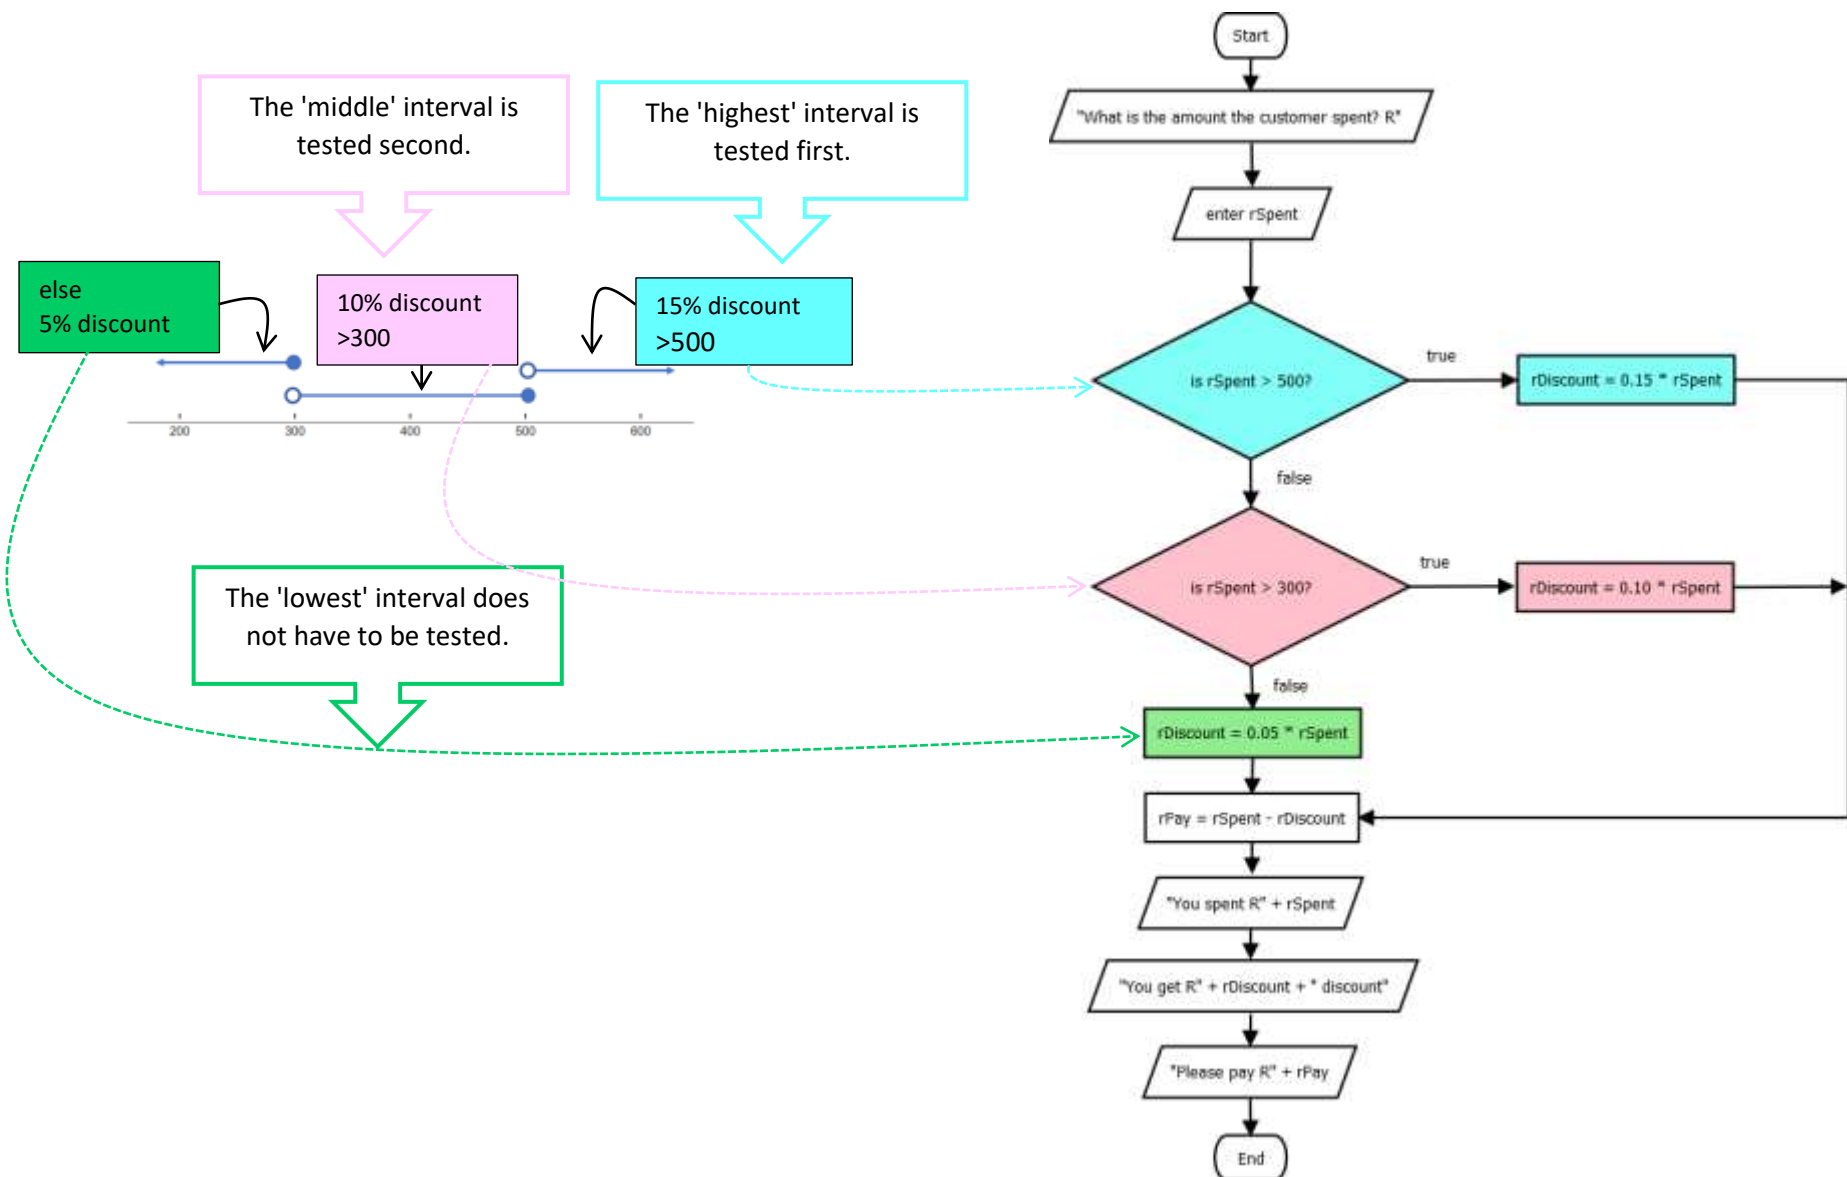 The 'middle' interval is
tested second.
The 'highest' interval is
tested first.
else
5% discount
10% discount
>300
15% discount
>500
200
300
400
500
600
The 'lowest' interval does
not have to be tested.
Start
"What is the amount the customer spent? R"
enter rSpent
is rSpent > 500?
true
rDiscount = 0.15 * rSpent
false
is rSpent > 300?
true
rDiscount = 0.10 * rSpent
false
rDiscount = 0.05 * rSpent
rPay = rSpent - rDiscount
"You spent R" + rSpent
"You get R" + rDiscount + " discount"
"Please pay R" + rPay
End